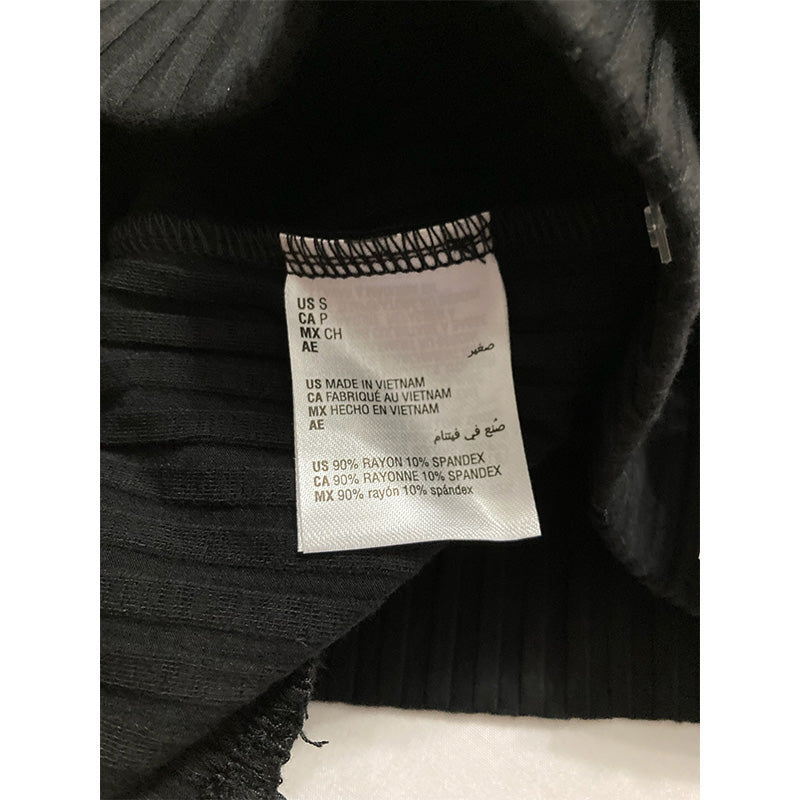 US S
CA P
MX CH
AE
صغير
US MADE IN VIETNAM
CA FABRIQUÉ AU VIETNAM
MX HECHO EN VIETNAM
AE
صُنع في فيتنام
US 90% RAYON 10% SPANDEX
CA 90% RAYONNE 10% SPANDEX
MX 90% rayón 10% spándex